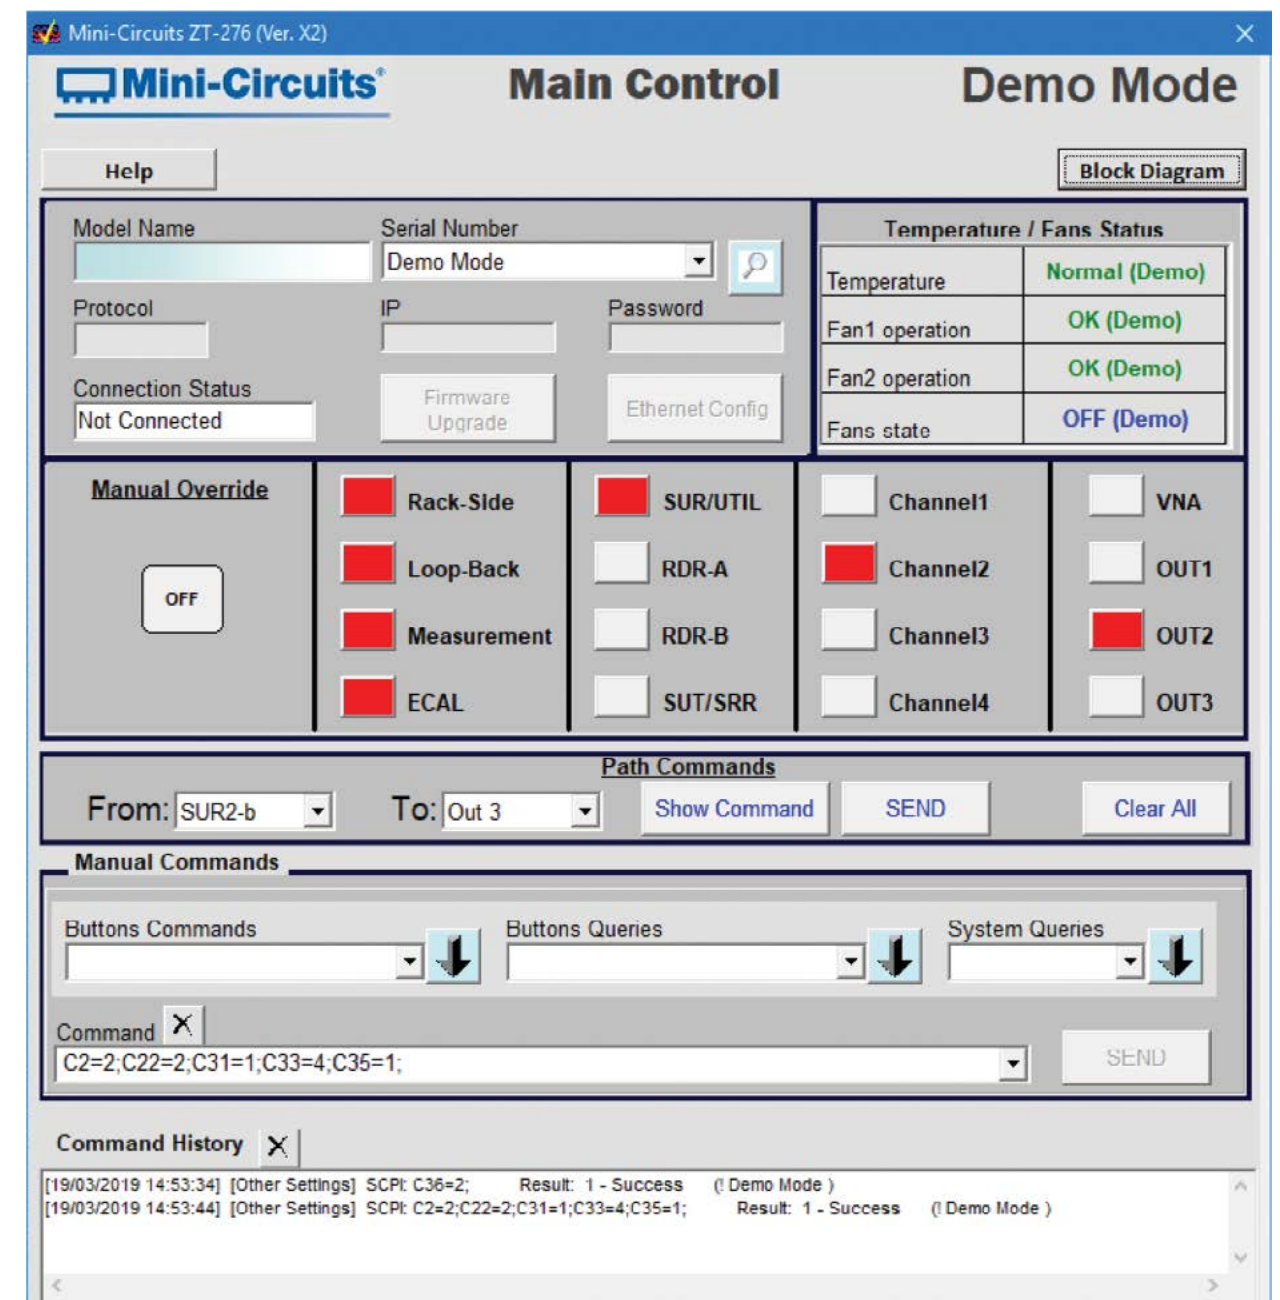 Mini-Circuits ZT-276 (Ver. X2)
Mini-Circuits® Main Control Demo Mode
Help Block Diagram
Model Name Serial Number Temperature / Fans Status
Demo Mode
Temperature Normal (Demo)
Protocol IP Password
Fan1 operation OK (Demo)
Fan2 operation OK (Demo)
Connection Status
Not Connected
Firmware
Upgrade
Ethernet Config
Fans state OFF (Demo)
Manual Override
OFF
Rack-Side SUR/UTIL Channel1 VNA
Loop-Back RDR-A Channel2 OUT1
Measurement RDR-B Channel3 OUT2
ECAL SUT/SRR Channel4 OUT3
Path Commands
From: SUR2-b To: Out 3 Show Command SEND Clear All
Manual Commands
Buttons Commands Buttons Queries System Queries
Command X
C2=2;C22=2;C31=1;C33=4;C35=1; SEND
Command History X
[19/03/2019 14:53:34] [Other Settings] SCPI: C36=2; Result: 1 - Success (! Demo Mode )
[19/03/2019 14:53:44] [Other Settings] SCPI: C2=2;C22=2;C31=1;C33=4;C35=1; Result: 1 - Success (! Demo Mode )